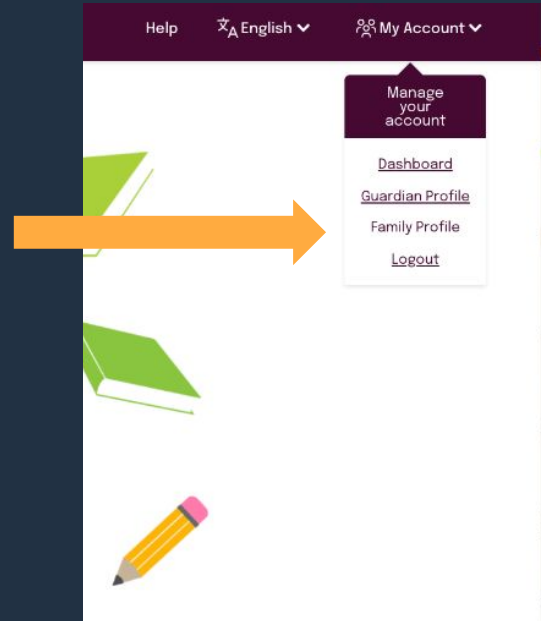 Help
English
My Account
Manage
your
account
Dashboard
Guardian Profile
Family Profile
Logout